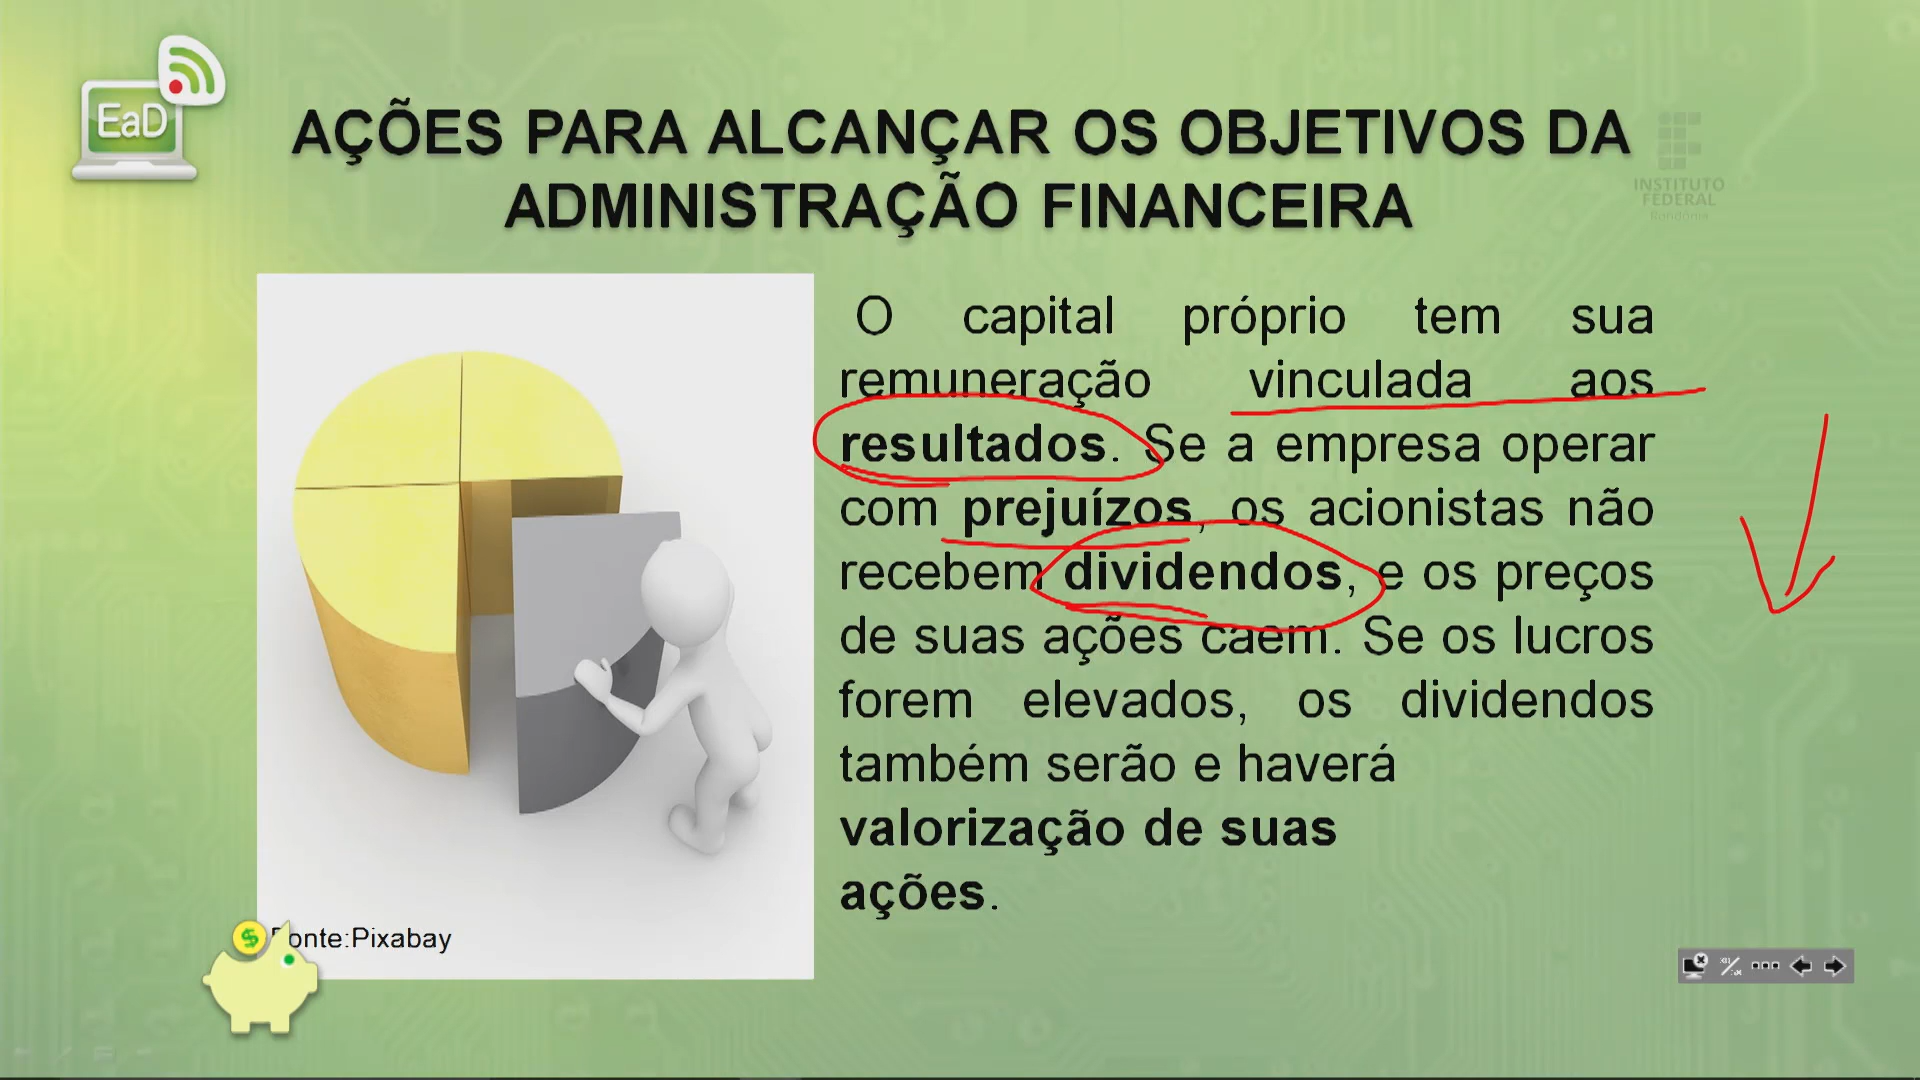 EaD
AÇÕES PARA ALCANÇAR OS OBJETIVOS DA
ADMINISTRAÇÃO FINANCEIRA
INSTITUTO
FEDERAL
Rondônia
O capital próprio tem sua
remuneração vinculada aos
resultados. Se a empresa operar
com prejuízos, os acionistas não
recebem dividendos, e os preços
de suas ações caem. Se os lucros
forem elevados, os dividendos
também serão e haverá
valorização de suas
ações.
$
Fonte:Pixabay